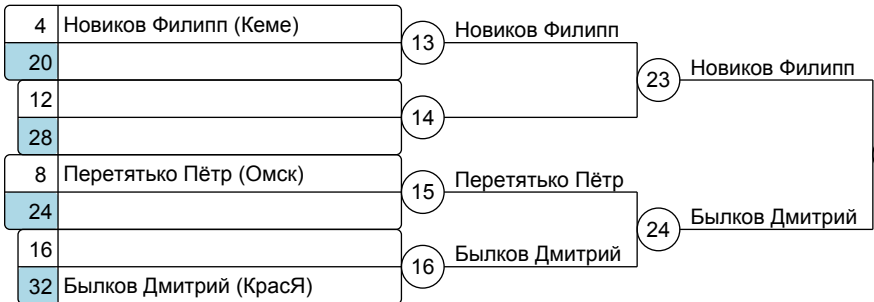 4 Новиков Филипп (Кеме)
20
13 Новиков Филипп
12
28
14
23 Новиков Филипп
8 Перетятько Пётр (Омск)
24
15 Перетятько Пётр
16
32 Былков Дмитрий (КрасЯ)
16 Былков Дмитрий
24 Былков Дмитрий